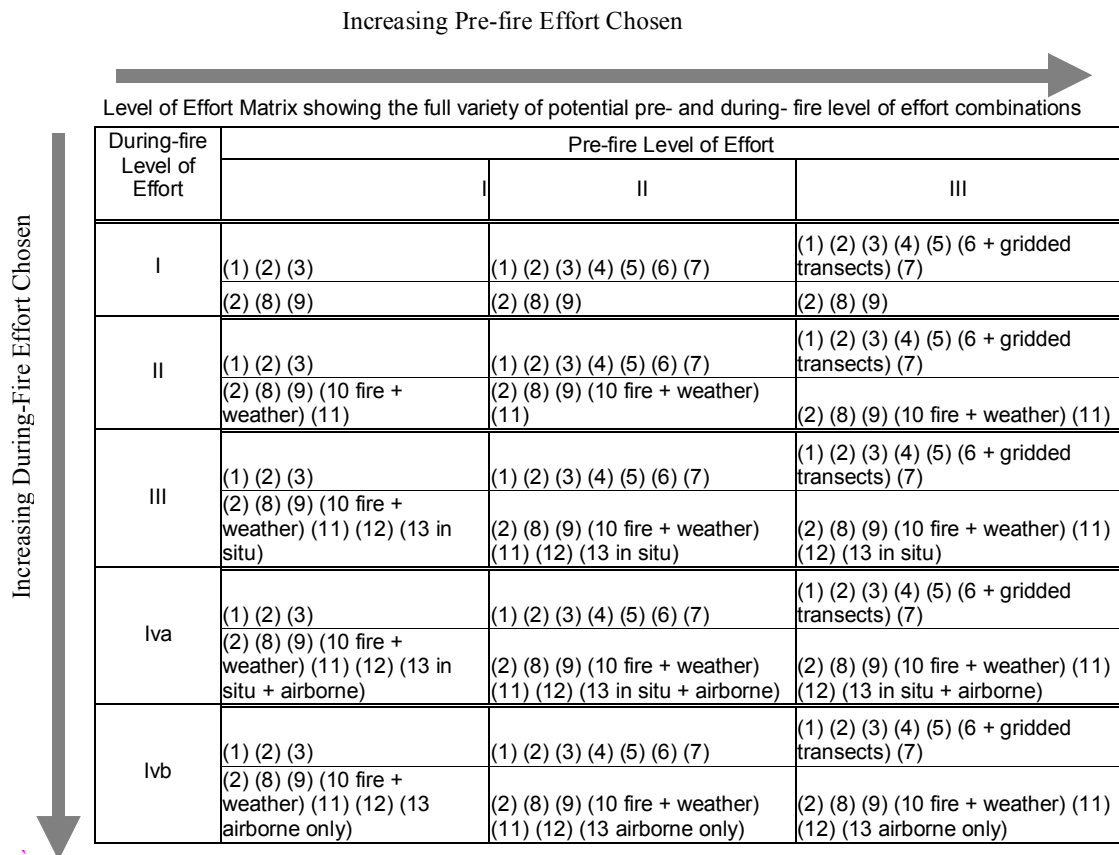 Increasing Pre-fire Effort Chosen
Level of Effort Matrix showing the full variety of potential pre- and during- fire level of effort combinations
Increasing During-Fire Effort Chosen
During-fire
Level of
Effort
Pre-fire Level of Effort
I
II
III
I
(1) (2) (3)
(1) (2) (3) (4) (5) (6) (7)
(1) (2) (3) (4) (5) (6 + gridded
transects) (7)
(2) (8) (9)
(2) (8) (9)
(2) (8) (9)
II
(1) (2) (3)
(1) (2) (3) (4) (5) (6) (7)
(1) (2) (3) (4) (5) (6 + gridded
transects) (7)
(2) (8) (9) (10 fire +
weather) (11)
(2) (8) (9) (10 fire + weather)
(11)
(2) (8) (9) (10 fire + weather) (11)
III
(1) (2) (3)
(1) (2) (3) (4) (5) (6) (7)
(1) (2) (3) (4) (5) (6 + gridded
transects) (7)
(2) (8) (9) (10 fire +
weather) (11) (12) (13 in
situ)
(2) (8) (9) (10 fire + weather)
(11) (12) (13 in situ)
(2) (8) (9) (10 fire + weather) (11)
(12) (13 in situ)
Iva
(1) (2) (3)
(1) (2) (3) (4) (5) (6) (7)
(1) (2) (3) (4) (5) (6 + gridded
transects) (7)
(2) (8) (9) (10 fire +
weather) (11) (12) (13 in
situ + airborne)
(2) (8) (9) (10 fire + weather)
(11) (12) (13 in situ + airborne)
(2) (8) (9) (10 fire + weather) (11)
(12) (13 in situ + airborne)
Ivb
(1) (2) (3)
(1) (2) (3) (4) (5) (6) (7)
(1) (2) (3) (4) (5) (6 + gridded
transects) (7)
(2) (8) (9) (10 fire +
weather) (11) (12) (13
airborne only)
(2) (8) (9) (10 fire + weather)
(11) (12) (13 airborne only)
(2) (8) (9) (10 fire + weather) (11)
(12) (13 airborne only)